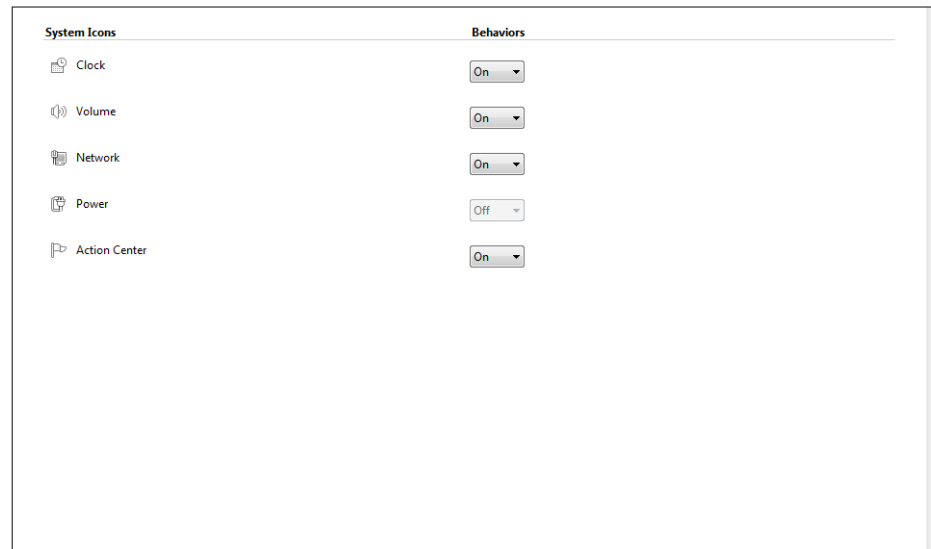 System Icons Behaviors
Clock On
Volume On
Network On
Power Off
Action Center On